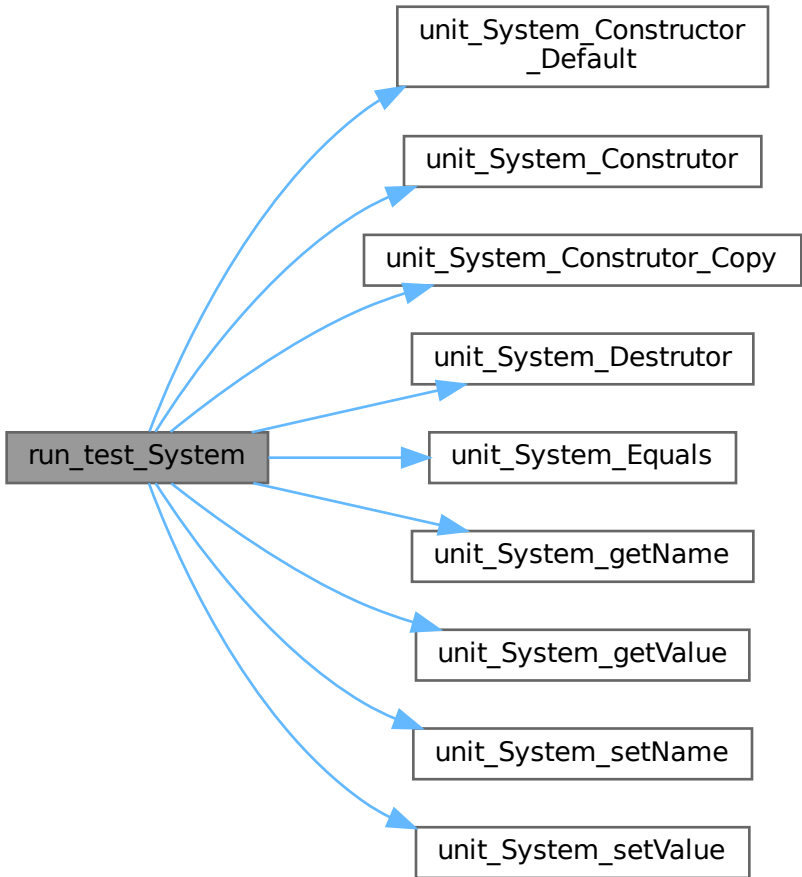 unit_System_Constructor
_Default
unit_System_Construtor
unit_System_Construtor_Copy
unit_System_Destrutor
run_test_System
unit_System_Equals
unit_System_getName
unit_System_getValue
unit_System_setName
unit_System_setValue